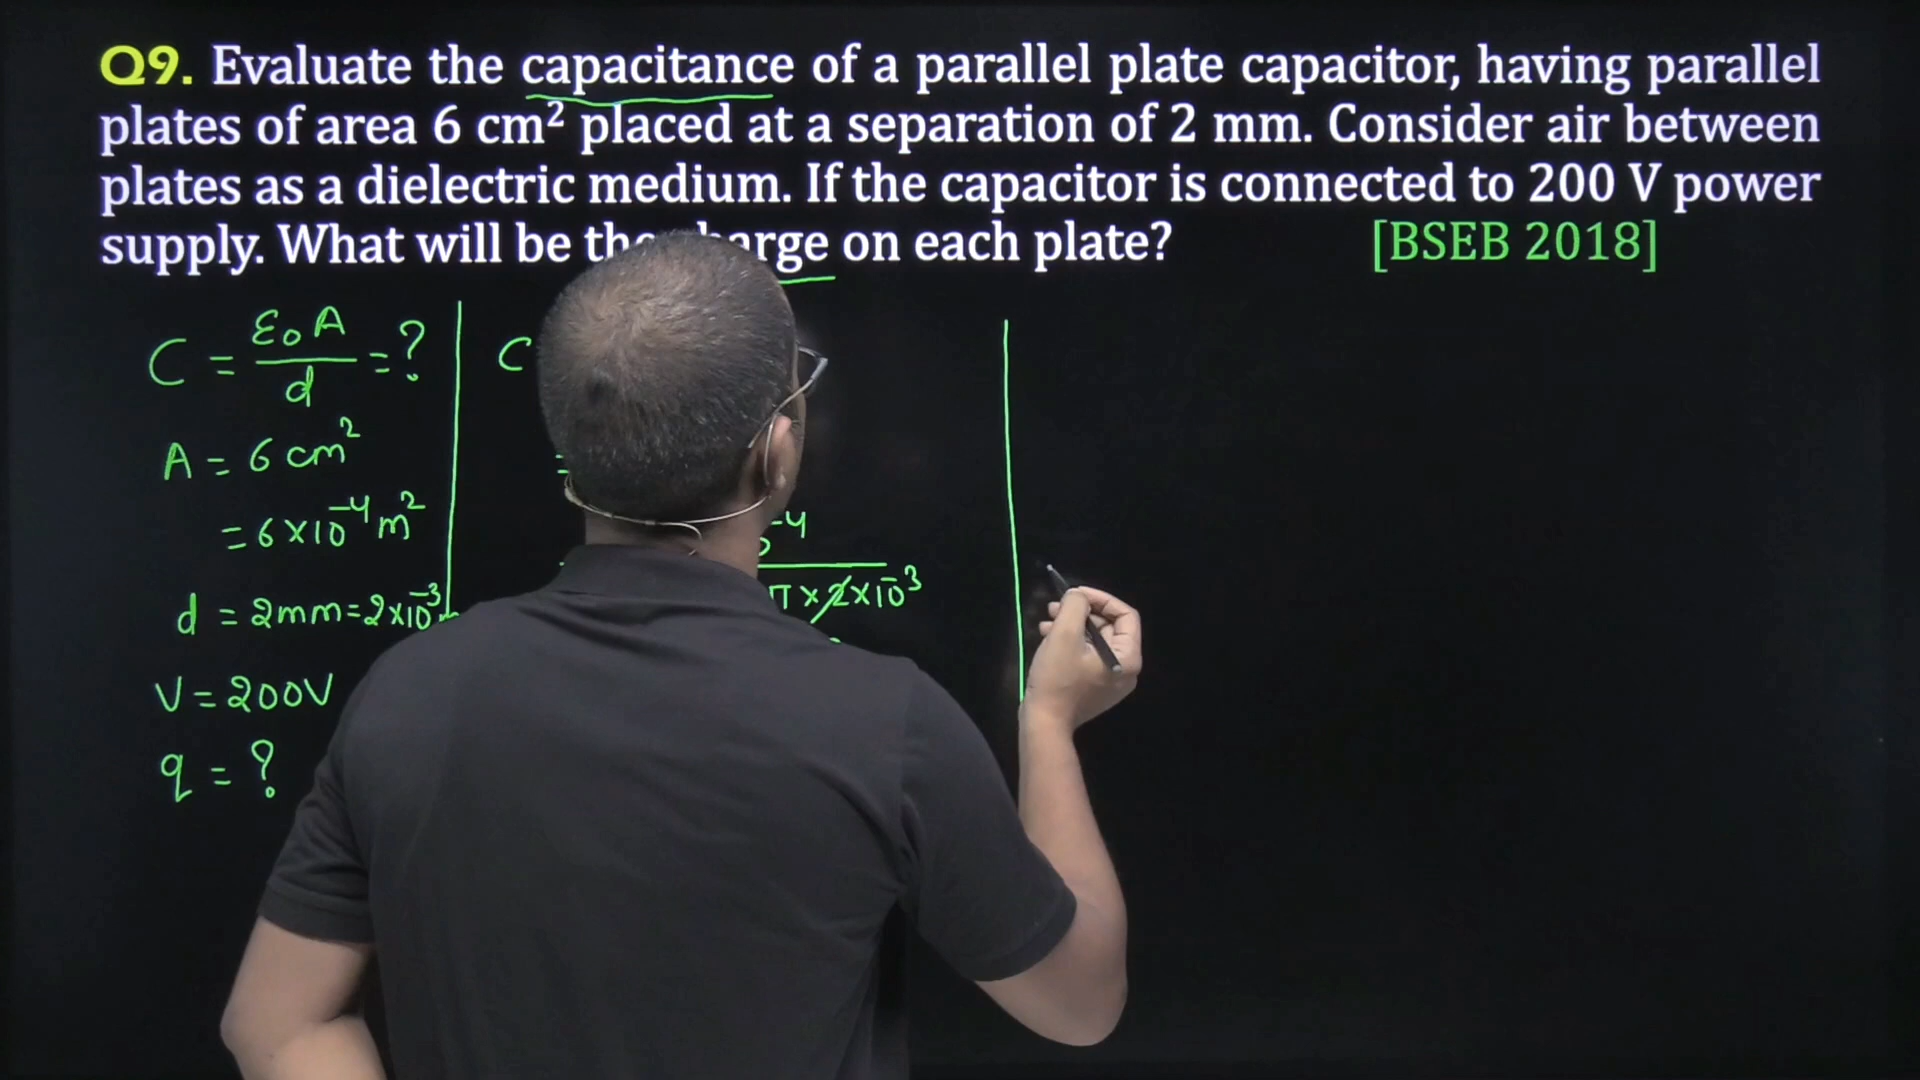 Q9. Evaluate the capacitance of a parallel plate capacitor, having parallel
plates of area 6 cm² placed at a separation of 2 mm. Consider air between
plates as a dielectric medium. If the capacitor is connected to 200 V power
supply. What will be the charge on each plate? [BSEB 2018]
C = ε₀A/d = ?
A = 6 cm²
= 6×10⁻⁴ m²
d = 2mm = 2×10⁻³
V = 200V
q = ?
C
=
⁻⁴
π × 2×10⁻³